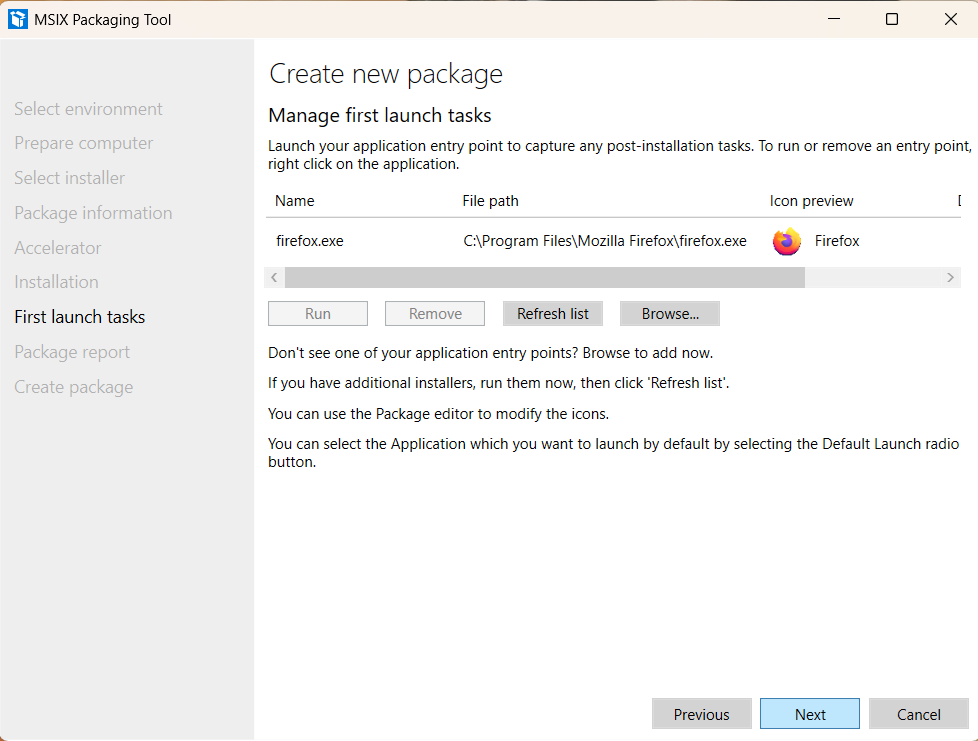 MSIX Packaging Tool
Create new package
Select environment
Prepare computer
Select installer
Package information
Accelerator
Installation
First launch tasks
Package report
Create package
Manage first launch tasks
Launch your application entry point to capture any post-installation tasks. To run or remove an entry point,
right click on the application.
Name File path Icon preview
firefox.exe C:\Program Files\Mozilla Firefox\firefox.exe Firefox
Run Remove Refresh list Browse...
Don't see one of your application entry points? Browse to add now.
If you have additional installers, run them now, then click 'Refresh list'.
You can use the Package editor to modify the icons.
You can select the Application which you want to launch by default by selecting the Default Launch radio
button.
Previous Next Cancel